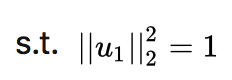 s.t. ||u₁||₂² = 1